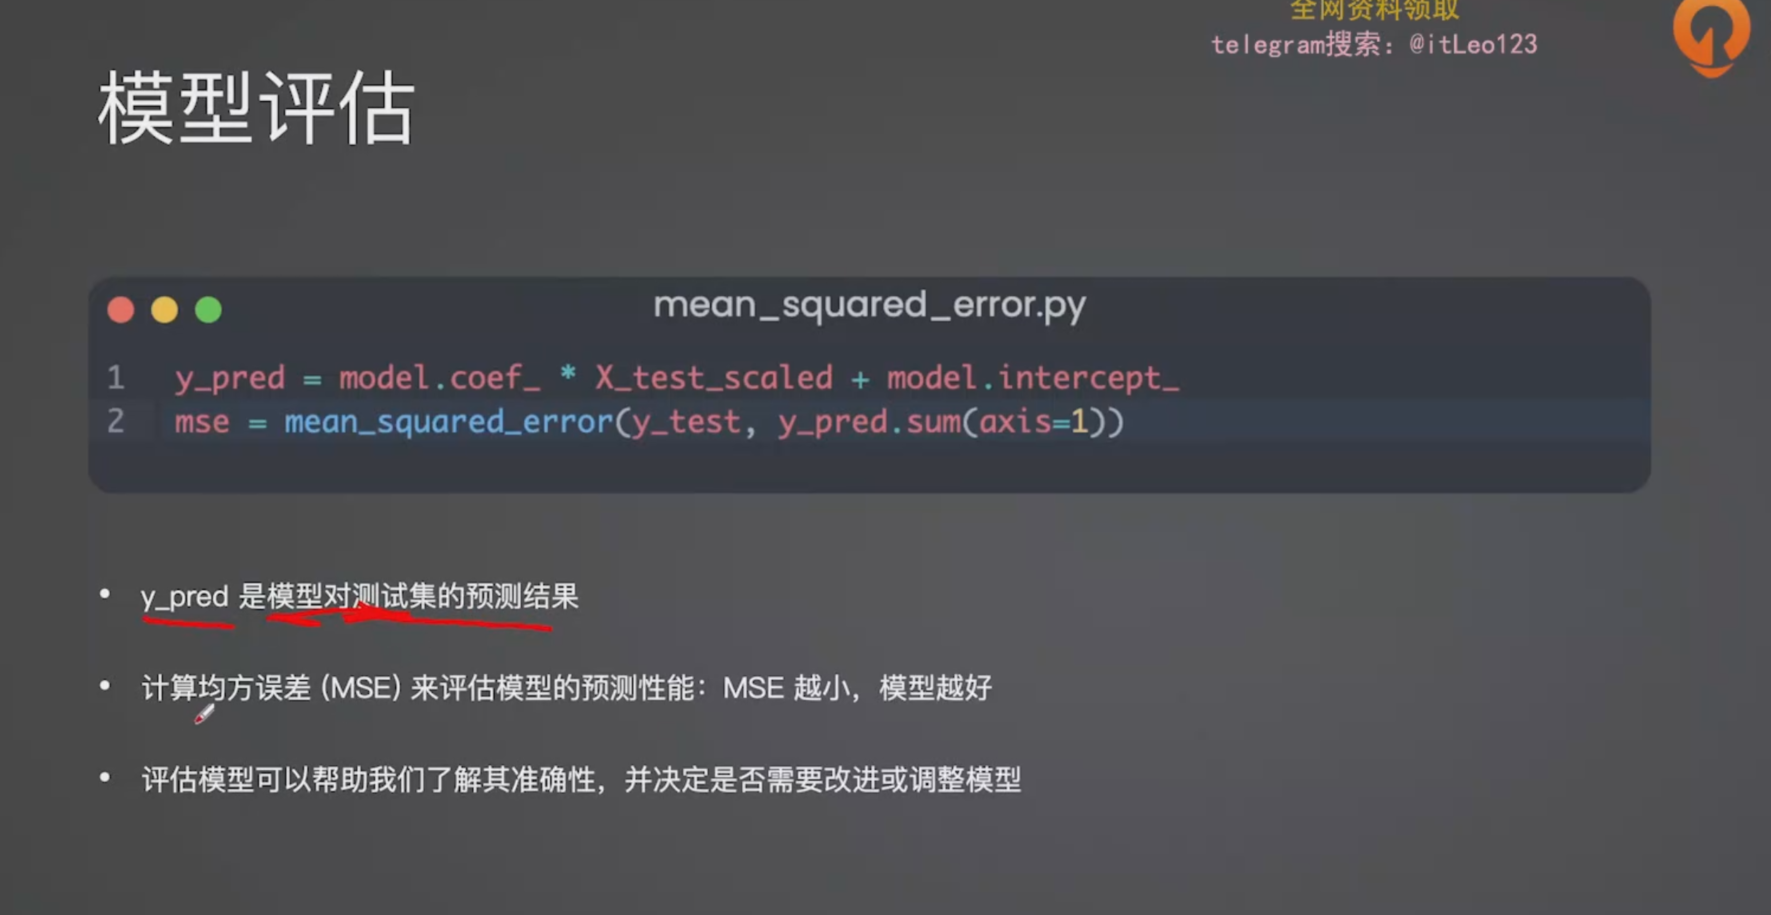 全网资料领取
telegram搜索：@itLeo123
模型评估
mean_squared_error.py
1 y_pred = model.coef_ * X_test_scaled + model.intercept_
2 mse = mean_squared_error(y_test, y_pred.sum(axis=1))
• y_pred 是模型对测试集的预测结果
• 计算均方误差 (MSE) 来评估模型的预测性能：MSE 越小，模型越好
• 评估模型可以帮助我们了解其准确性，并决定是否需要改进或调整模型